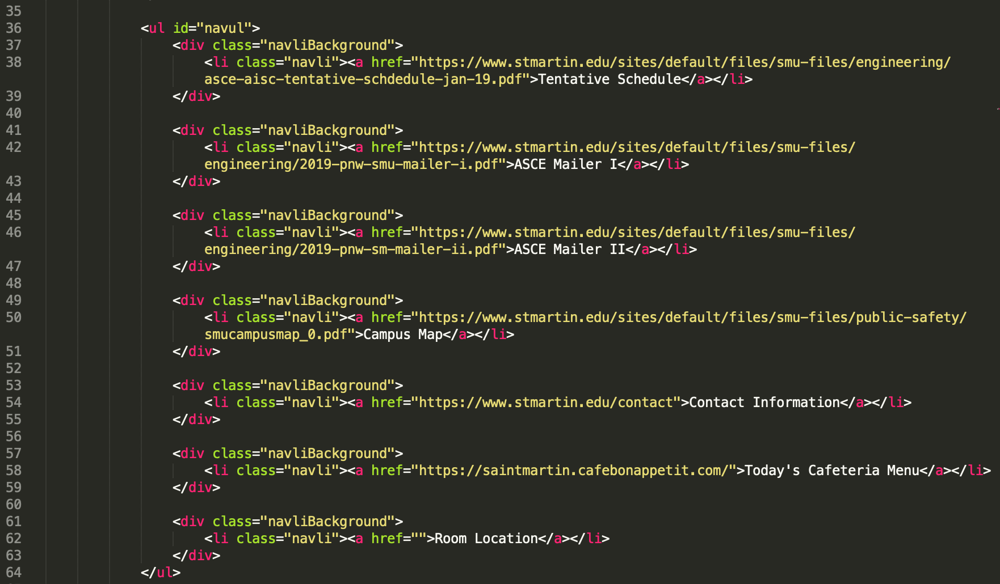 35
36 <ul id="navul">
37 <div class="navliBackground">
38 <li class="navli"><a href="https://www.stmartin.edu/sites/default/files/smu-files/engineering/
asce-aisc-tentative-schdedule-jan-19.pdf">Tentative Schedule</a></li>
39 </div>
40
41 <div class="navliBackground">
42 <li class="navli"><a href="https://www.stmartin.edu/sites/default/files/smu-files/
engineering/2019-pnw-smu-mailer-i.pdf">ASCE Mailer I</a></li>
43 </div>
44
45 <div class="navliBackground">
46 <li class="navli"><a href="https://www.stmartin.edu/sites/default/files/smu-files/
engineering/2019-pnw-sm-mailer-ii.pdf">ASCE Mailer II</a></li>
47 </div>
48
49 <div class="navliBackground">
50 <li class="navli"><a href="https://www.stmartin.edu/sites/default/files/smu-files/public-safety/
smucampusmap_0.pdf">Campus Map</a></li>
51 </div>
52
53 <div class="navliBackground">
54 <li class="navli"><a href="https://www.stmartin.edu/contact">Contact Information</a></li>
55 </div>
56
57 <div class="navliBackground">
58 <li class="navli"><a href="https://saintmartin.cafebonappetit.com/">Today's Cafeteria Menu</a></li>
59 </div>
60
61 <div class="navliBackground">
62 <li class="navli"><a href="">Room Location</a></li>
63 </div>
64 </ul>